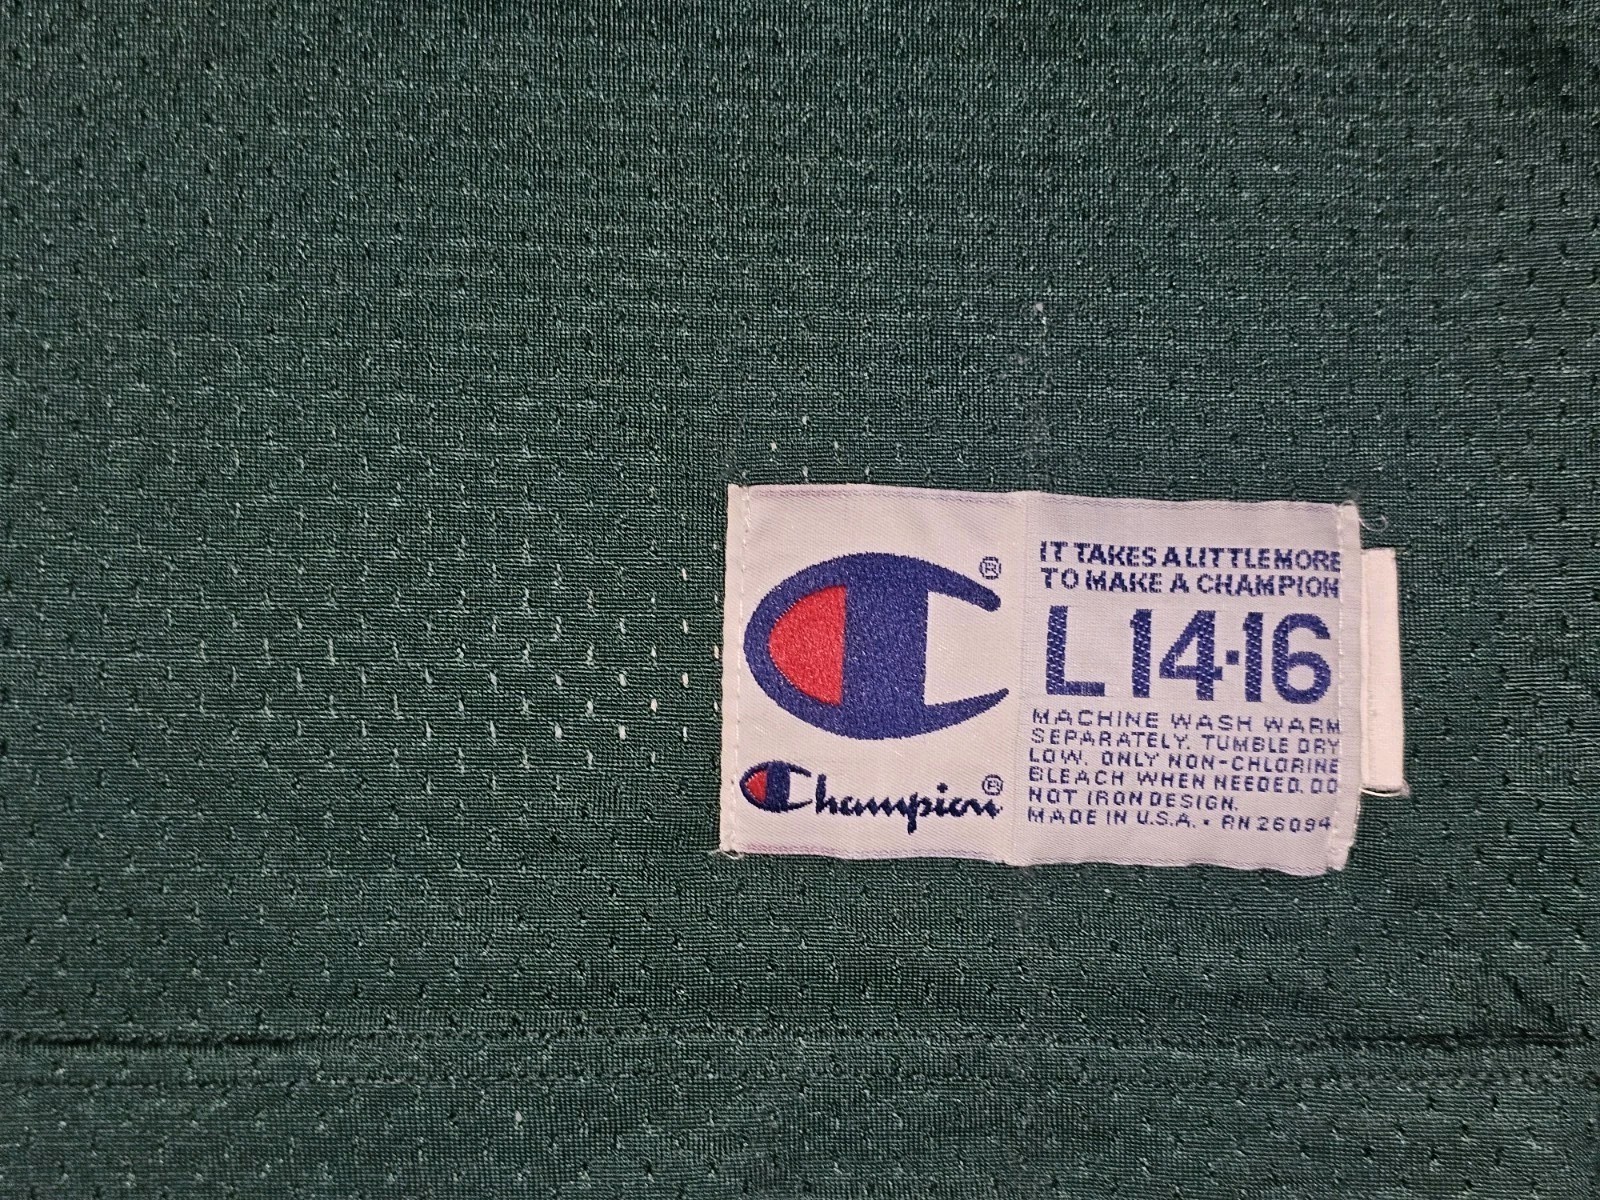 ®
Champion®
IT TAKES A LITTLE MORE
TO MAKE A CHAMPION
L 14-16
MACHINE WASH WARM
SEPARATELY. TUMBLE DRY
LOW. ONLY NON-CHLORINE
BLEACH WHEN NEEDED. DO
NOT IRON DESIGN.
MADE IN U.S.A. • RN 26094